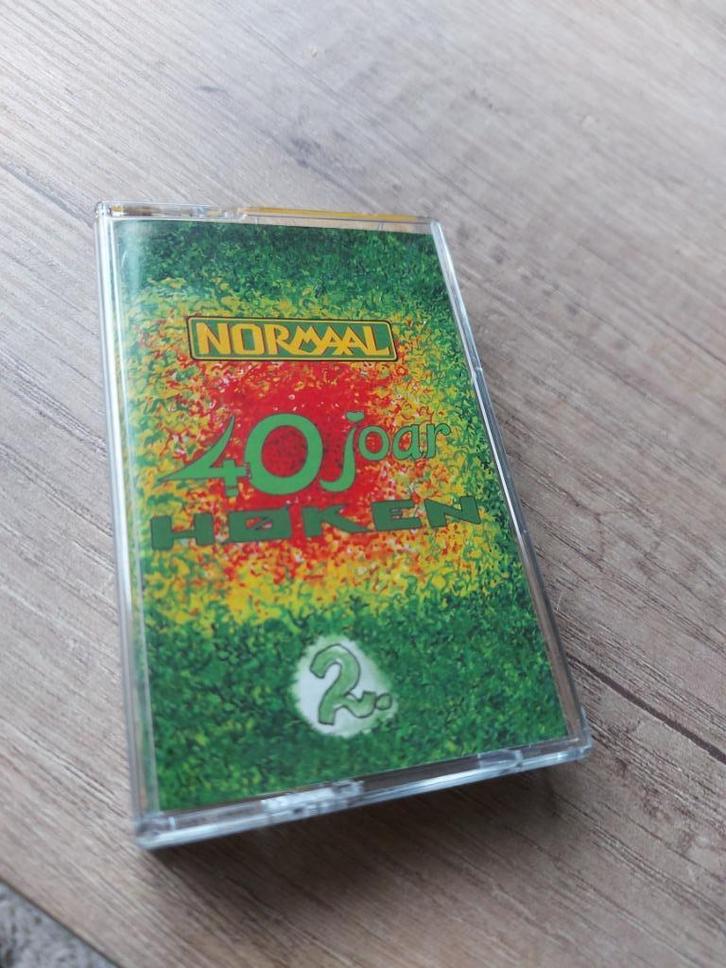 NORMAAL
40 joar
HØKEN
2.